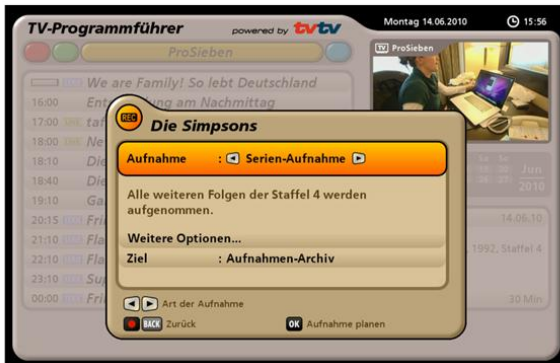 TV-Programmführer
powered by tvtv
Montag 14.06.2010
15:56
ProSieben
TV ProSieben
We are Family! So lebt Deutschland
16:00 am Nachmittag
17:00
18:00
18:10
18:40
19:10
20:15
21:10
22:10
23:10
00:00
REC Die Simpsons
Aufnahme : Serien-Aufnahme
Alle weiteren Folgen der Staffel 4 werden
aufgenommen.
Weitere Optionen...
Ziel : Aufnahmen-Archiv
Art der Aufnahme
BACK Zurück
OK Aufnahme planen
Jun
2010
14.06.10
, 1992, Staffel 4
30 Min